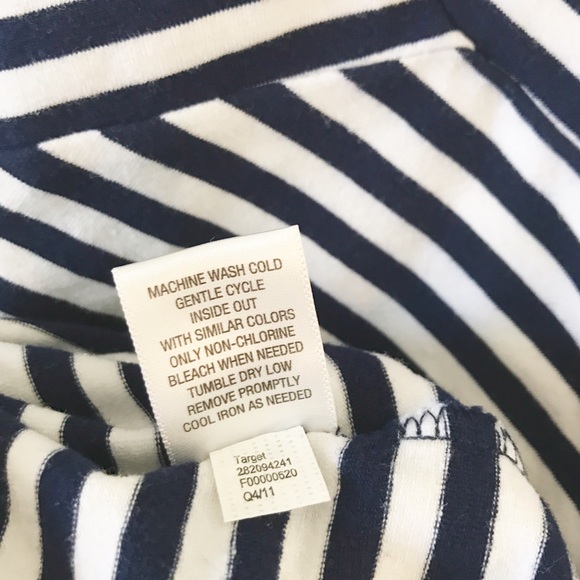 MACHINE WASH COLD
GENTLE CYCLE
INSIDE OUT
WITH SIMILAR COLORS
ONLY NON-CHLORINE
BLEACH WHEN NEEDED
TUMBLE DRY LOW
REMOVE PROMPTLY
COOL IRON AS NEEDED
Target
282094241
F00000520
Q4/11